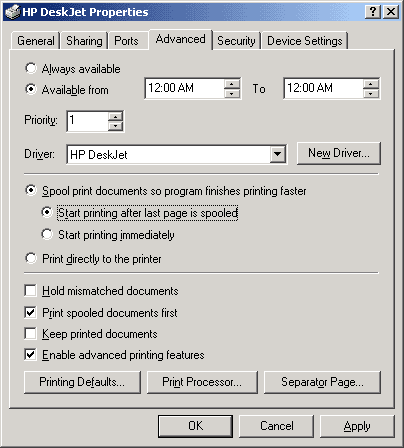 HP DeskJet Properties
General Sharing Ports Advanced Security Device Settings
Always available
Available from 12:00 AM To 12:00 AM
Priority: 1
Driver: HP DeskJet New Driver...
Spool print documents so program finishes printing faster
Start printing after last page is spooled
Start printing immediately
Print directly to the printer
Hold mismatched documents
Print spooled documents first
Keep printed documents
Enable advanced printing features
Printing Defaults... Print Processor... Separator Page...
OK Cancel Apply